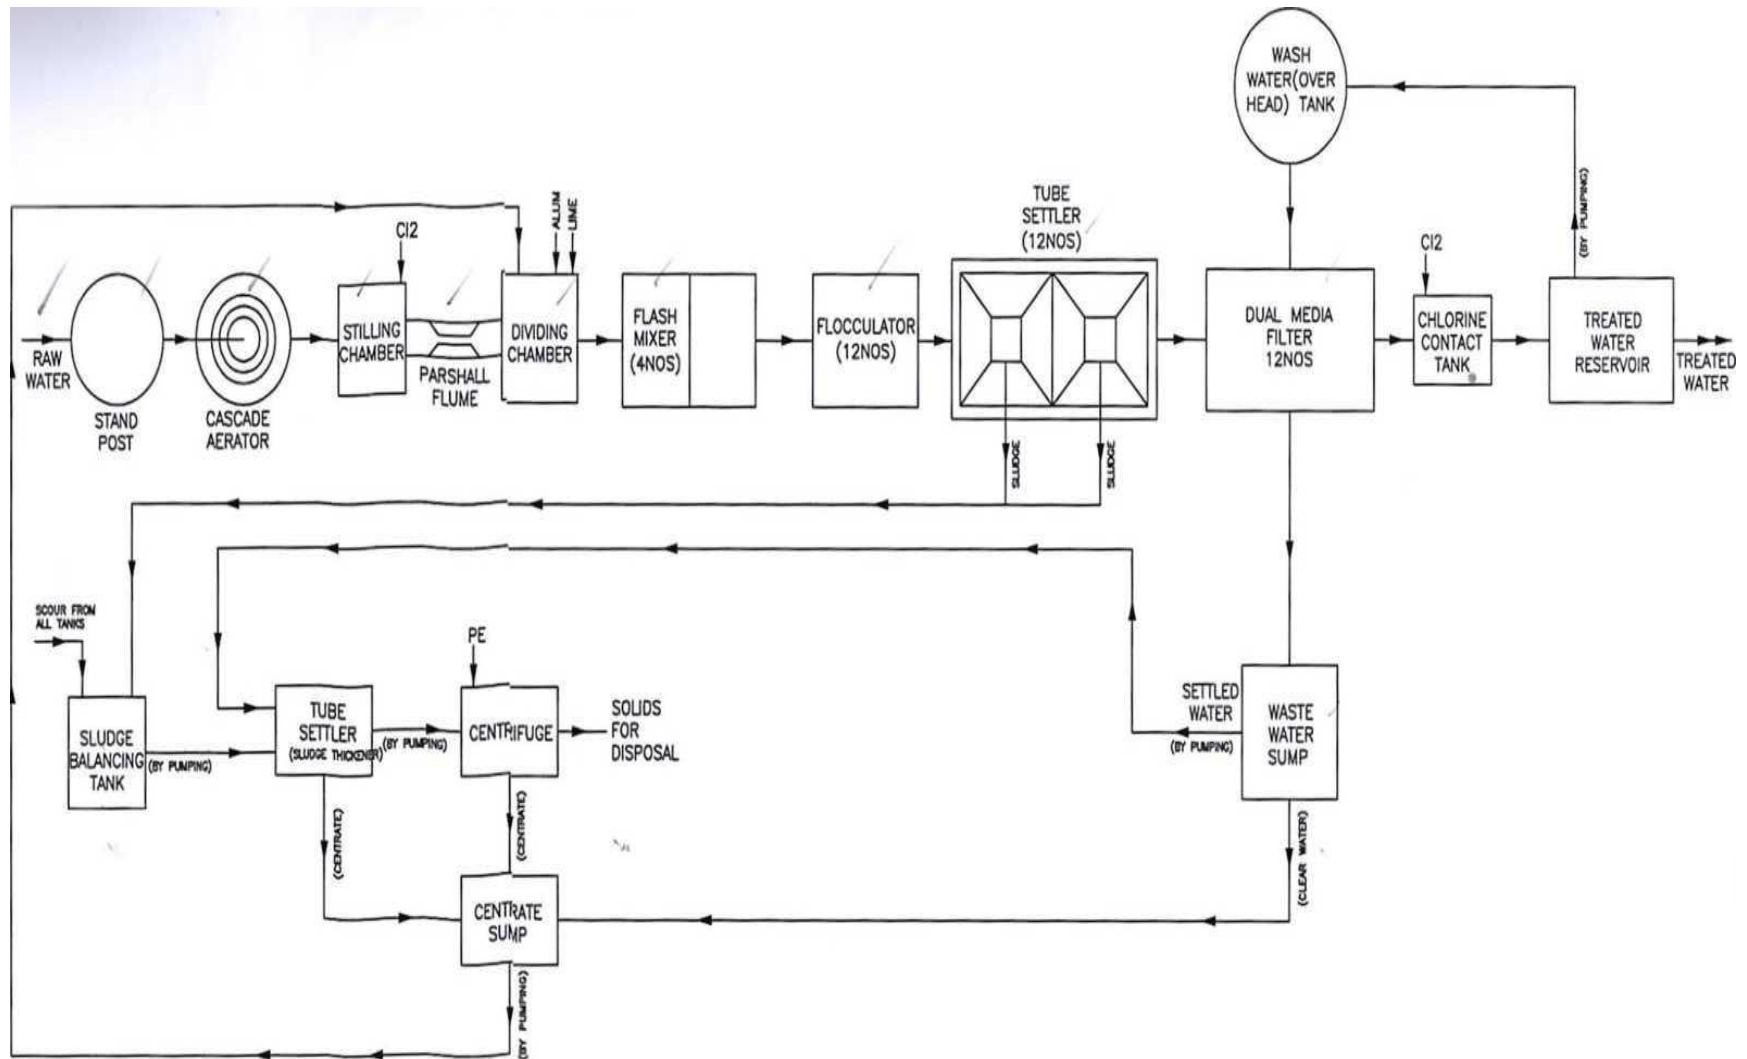 WASH
WATER(OVER
HEAD) TANK
(BY PUMPING)
TUBE
SETTLER
(12NOS)
ALUM
LIME
Cl2
Cl2
RAW
WATER
STAND
POST
CASCADE
AERATOR
STILLING
CHAMBER
PARSHALL
FLUME
DIVIDING
CHAMBER
FLASH
MIXER
(4NOS)
FLOCCULATOR
(12NOS)
DUAL MEDIA
FILTER
12NOS
CHLORINE
CONTACT
TANK
TREATED
WATER
RESERVOIR
TREATED
WATER
SLUDGE
SLUDGE
SCOUR FROM
ALL TANKS
PE
SLUDGE
BALANCING
TANK
(BY PUMPING)
TUBE
SETTLER
(SLUDGE THICKENER)
(BY PUMPING)
CENTRIFUGE
SOLIDS
FOR
DISPOSAL
SETTLED
WATER
(BY PUMPING)
WASTE
WATER
SUMP
(CENTRATE)
(CENTRATE)
(CLEAR WATER)
CENTRATE
SUMP
(BY PUMPING)